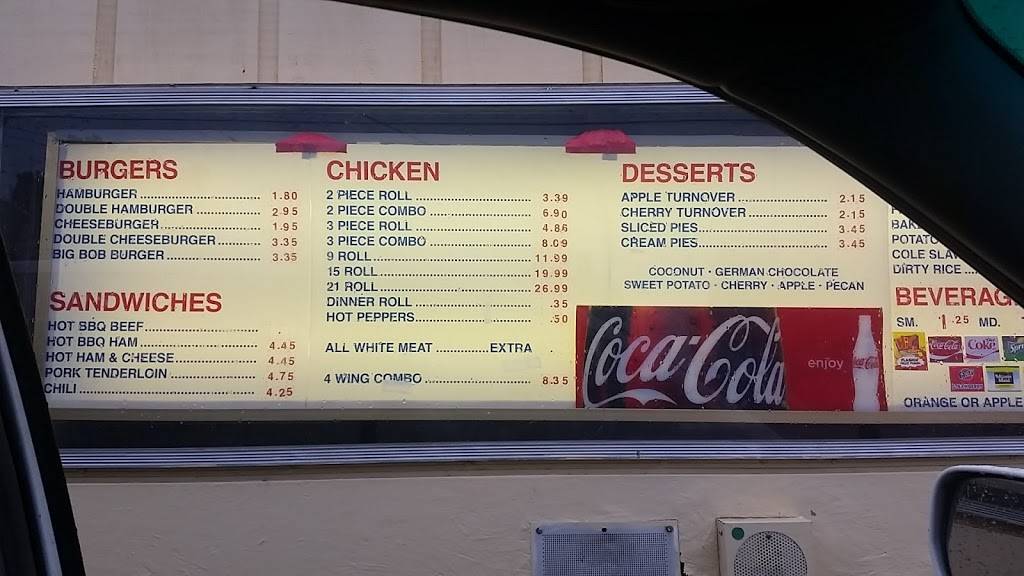 BURGERS
HAMBURGER 1.80
DOUBLE HAMBURGER 2.95
CHEESEBURGER 1.95
DOUBLE CHEESEBURGER 3.35
BIG BOB BURGER 3.35
SANDWICHES
HOT BBQ BEEF
HOT BBQ HAM 4.45
HOT HAM & CHEESE 4.45
PORK TENDERLOIN 4.75
CHILI 4.25
CHICKEN
2 PIECE ROLL 3.39
2 PIECE COMBO 6.90
3 PIECE ROLL 4.86
3 PIECE COMBO 8.09
9 ROLL 11.99
15 ROLL 19.99
21 ROLL 26.99
DINNER ROLL .35
HOT PEPPERS .50
ALL WHITE MEAT EXTRA
4 WING COMBO 8.35
DESSERTS
APPLE TURNOVER 2.15
CHERRY TURNOVER 2.15
SLICED PIES 3.45
CREAM PIES 3.45
COCONUT · GERMAN CHOCOLATE
SWEET POTATO · CHERRY · APPLE · PECAN
Coca-Cola
enjoy
POTATO
COLE SLAW
DIRTY RICE
BEVERAG
SM. 1.25 MD.
Coca-Cola Coke
ORANGE OR APPLE